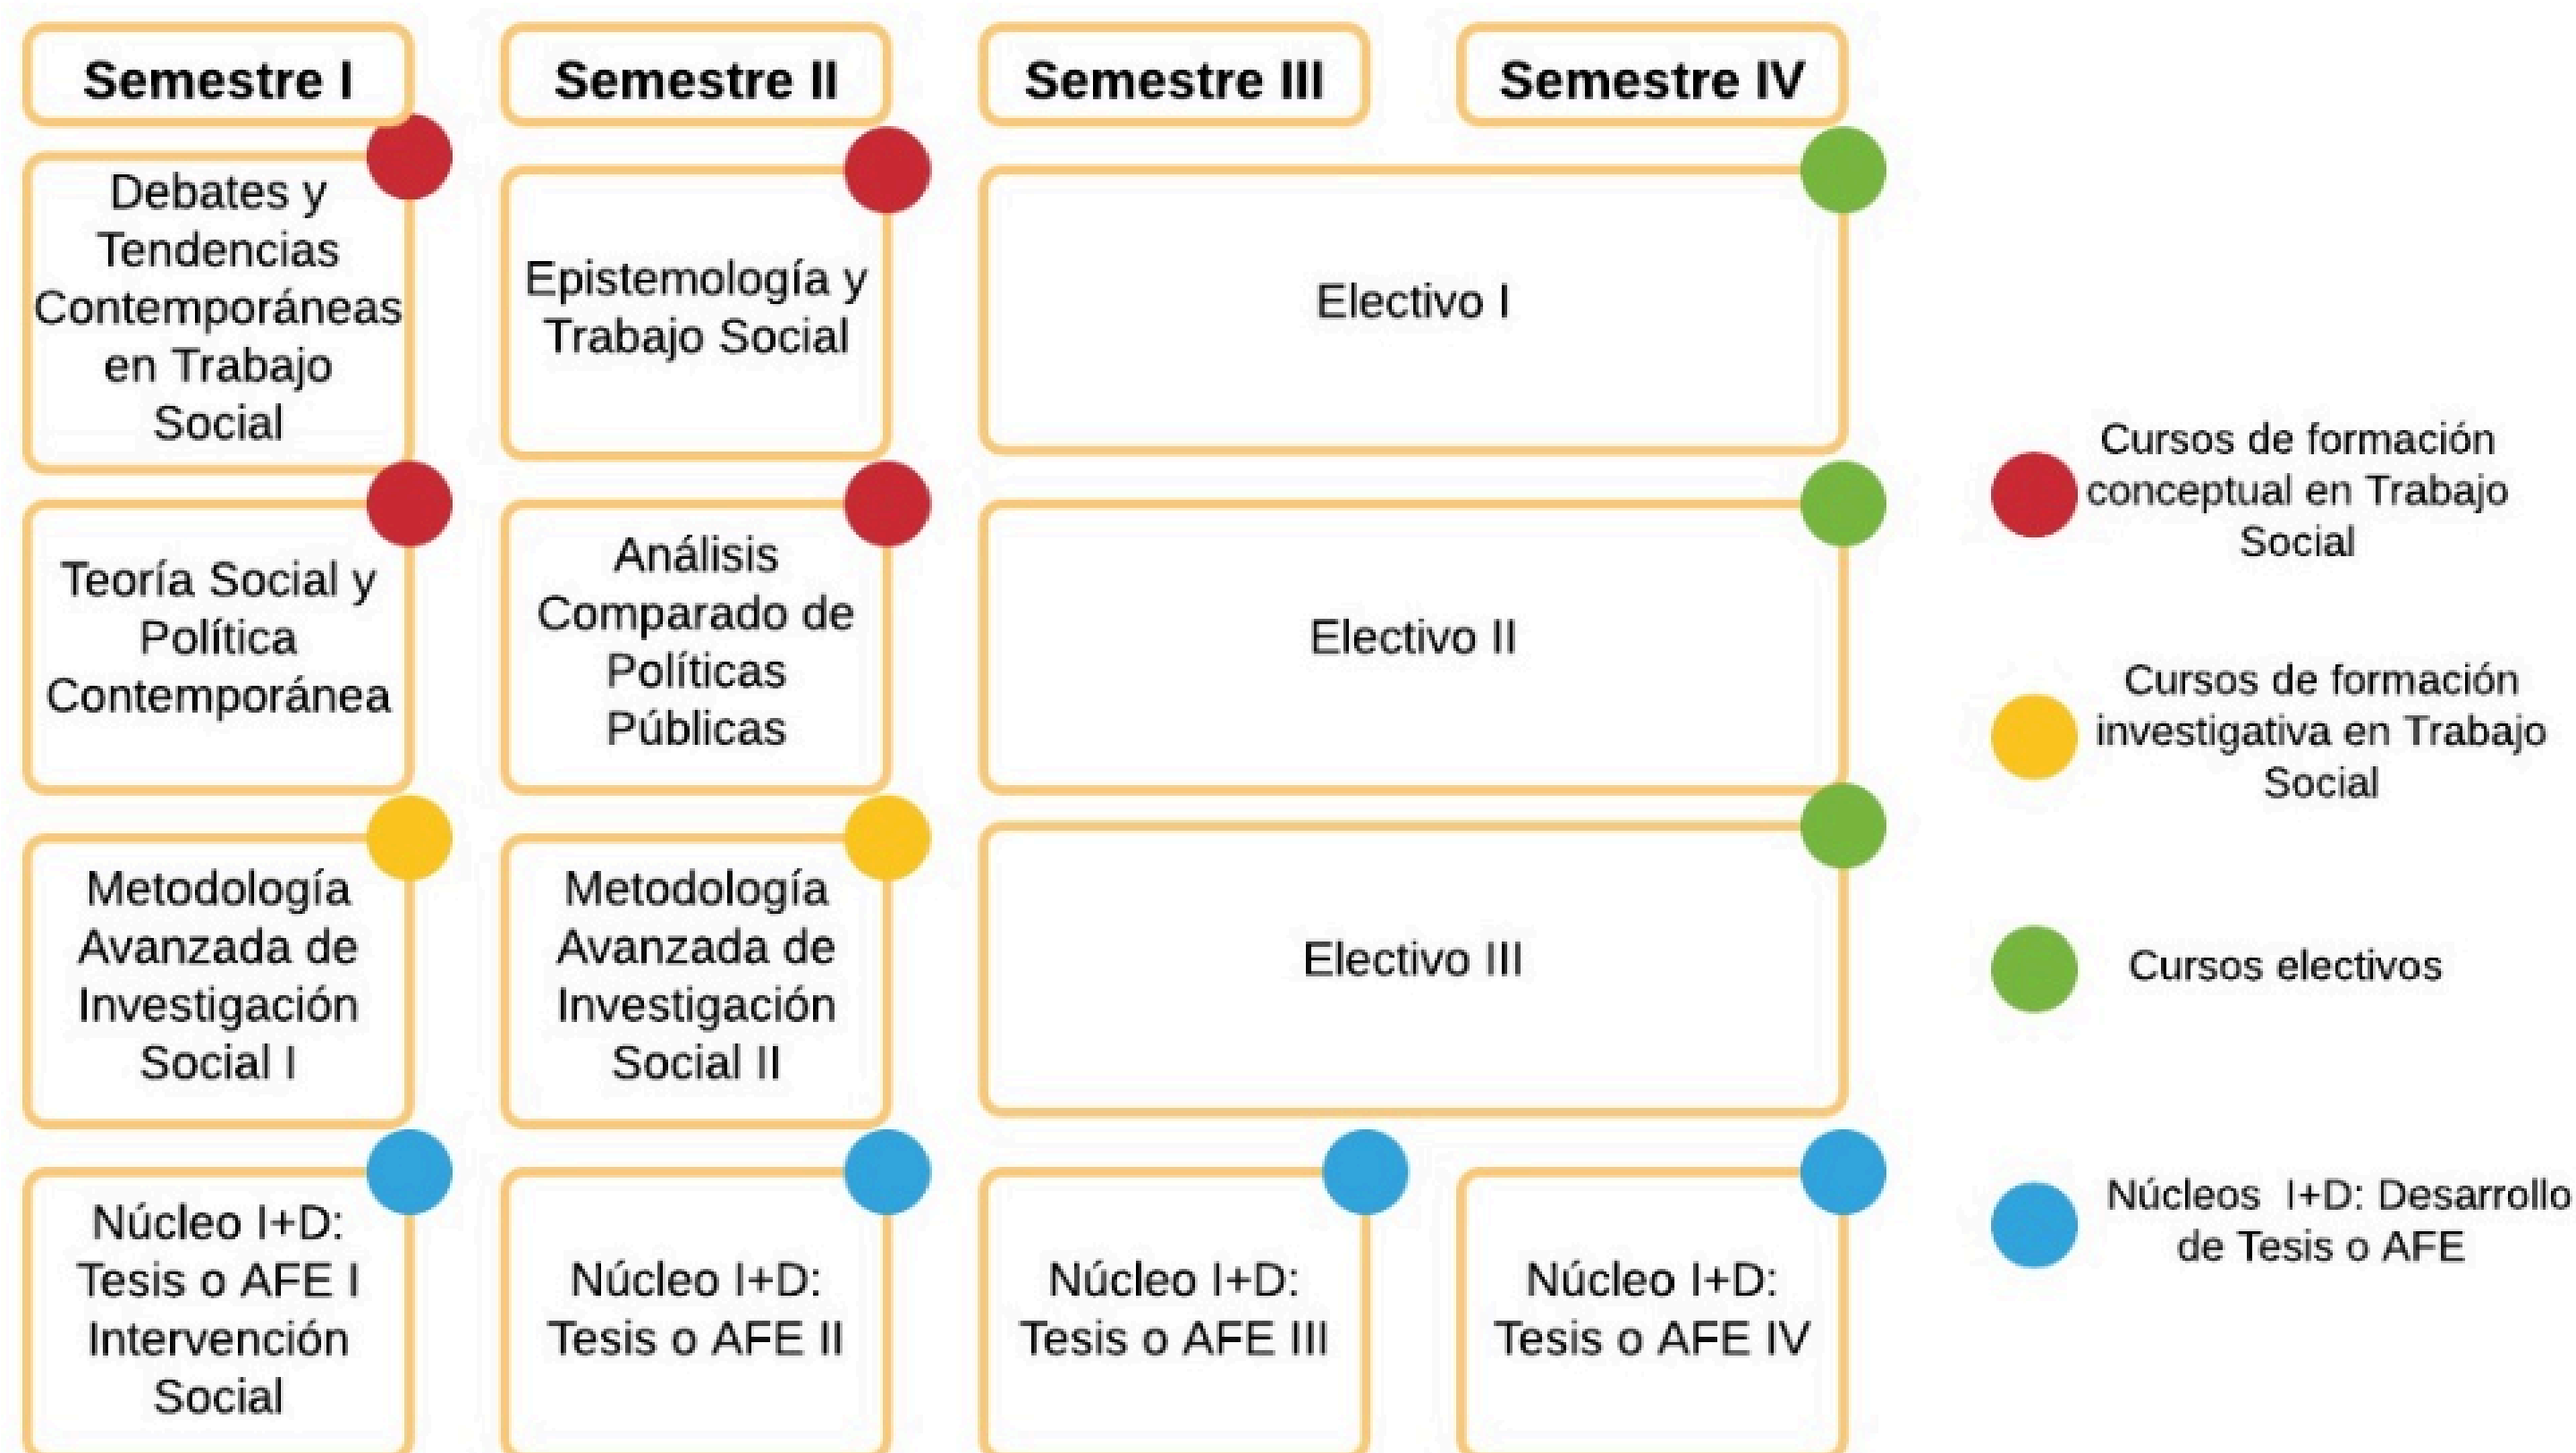 Semestre I
Semestre II
Semestre III
Semestre IV
Debates y
Tendencias
Contemporáneas
en Trabajo
Social
Epistemología y
Trabajo Social
Electivo I
Teoría Social y
Política
Contemporánea
Análisis
Comparado de
Políticas
Públicas
Electivo II
Metodología
Avanzada de
Investigación
Social I
Metodología
Avanzada de
Investigación
Social II
Electivo III
Núcleo I+D:
Tesis o AFE I
Intervención
Social
Núcleo I+D:
Tesis o AFE II
Núcleo I+D:
Tesis o AFE III
Núcleo I+D:
Tesis o AFE IV
Cursos de formación
conceptual en Trabajo
Social
Cursos de formación
investigativa en Trabajo
Social
Cursos electivos
Núcleos I+D: Desarrollo
de Tesis o AFE